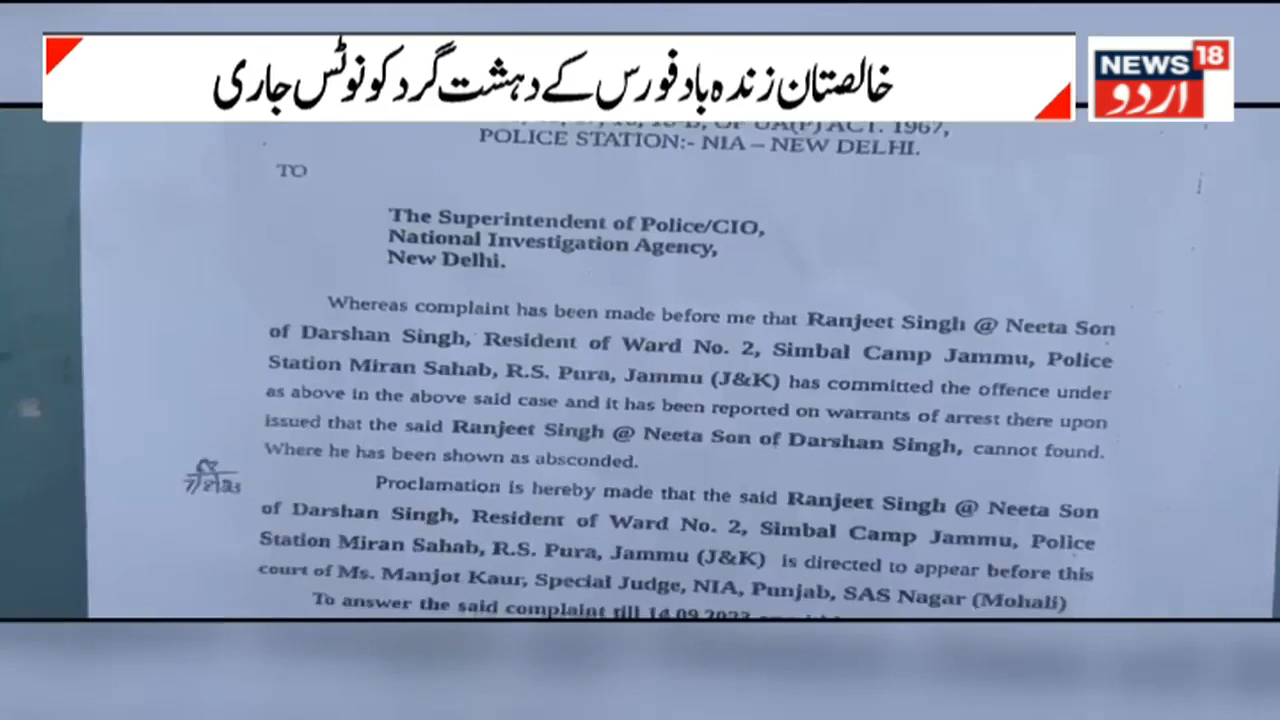 خالصتان زندہ باد فورس کے دہشت گرد کو نوٹس جاری
NEWS 18
اردو
OF UA(P) ACT. 1967,
POLICE STATION:- NIA – NEW DELHI.
TO
The Superintendent of Police/CIO,
National Investigation Agency,
New Delhi.
Whereas complaint has been made before me that Ranjeet Singh @ Neeta Son
of Darshan Singh, Resident of Ward No. 2, Simbal Camp Jammu, Police
Station Miran Sahab, R.S. Pura, Jammu (J&K) has committed the offence under
as above in the above said case and it has been reported on warrants of arrest there upon
issued that the said Ranjeet Singh @ Neeta Son of Darshan Singh, cannot found.
Where he has been shown as absconded.
Proclamation is hereby made that the said Ranjeet Singh @ Neeta Son
of Darshan Singh, Resident of Ward No. 2, Simbal Camp Jammu, Police
Station Miran Sahab, R.S. Pura, Jammu (J&K) is directed to appear before this
court of Ms. Manjot Kaur, Special Judge, NIA, Punjab, SAS Nagar (Mohali)
To answer the said complaint till 14.09.2023